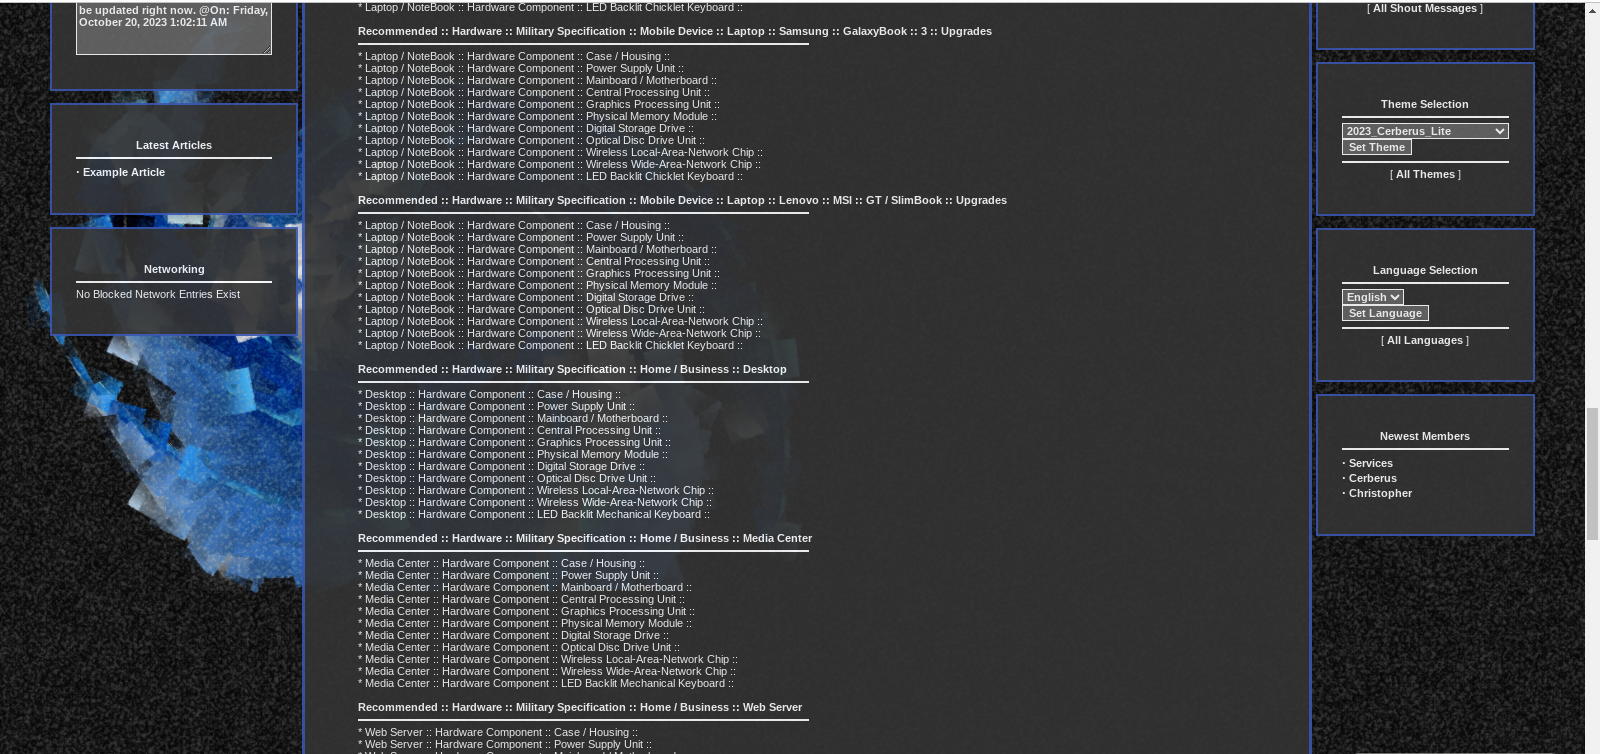 be updated right now. @On: Friday,
October 20, 2023 1:02:11 AM
Latest Articles
· Example Article
Networking
No Blocked Network Entries Exist
* Laptop / NoteBook :: Hardware Component :: LED Backlit Chicklet Keyboard ::
Recommended :: Hardware :: Military Specification :: Mobile Device :: Laptop :: Samsung :: GalaxyBook :: 3 :: Upgrades
* Laptop / NoteBook :: Hardware Component :: Case / Housing ::
* Laptop / NoteBook :: Hardware Component :: Power Supply Unit ::
* Laptop / NoteBook :: Hardware Component :: Mainboard / Motherboard ::
* Laptop / NoteBook :: Hardware Component :: Central Processing Unit ::
* Laptop / NoteBook :: Hardware Component :: Graphics Processing Unit ::
* Laptop / NoteBook :: Hardware Component :: Physical Memory Module ::
* Laptop / NoteBook :: Hardware Component :: Digital Storage Drive ::
* Laptop / NoteBook :: Hardware Component :: Optical Disc Drive Unit ::
* Laptop / NoteBook :: Hardware Component :: Wireless Local-Area-Network Chip ::
* Laptop / NoteBook :: Hardware Component :: Wireless Wide-Area-Network Chip ::
* Laptop / NoteBook :: Hardware Component :: LED Backlit Chicklet Keyboard ::
Recommended :: Hardware :: Military Specification :: Mobile Device :: Laptop :: Lenovo :: MSI :: GT / SlimBook :: Upgrades
* Laptop / NoteBook :: Hardware Component :: Case / Housing ::
* Laptop / NoteBook :: Hardware Component :: Power Supply Unit ::
* Laptop / NoteBook :: Hardware Component :: Mainboard / Motherboard ::
* Laptop / NoteBook :: Hardware Component :: Central Processing Unit ::
* Laptop / NoteBook :: Hardware Component :: Graphics Processing Unit ::
* Laptop / NoteBook :: Hardware Component :: Physical Memory Module ::
* Laptop / NoteBook :: Hardware Component :: Digital Storage Drive ::
* Laptop / NoteBook :: Hardware Component :: Optical Disc Drive Unit ::
* Laptop / NoteBook :: Hardware Component :: Wireless Local-Area-Network Chip ::
* Laptop / NoteBook :: Hardware Component :: Wireless Wide-Area-Network Chip ::
* Laptop / NoteBook :: Hardware Component :: LED Backlit Chicklet Keyboard ::
Recommended :: Hardware :: Military Specification :: Home / Business :: Desktop
* Desktop :: Hardware Component :: Case / Housing ::
* Desktop :: Hardware Component :: Power Supply Unit ::
* Desktop :: Hardware Component :: Mainboard / Motherboard ::
* Desktop :: Hardware Component :: Central Processing Unit ::
* Desktop :: Hardware Component :: Graphics Processing Unit ::
* Desktop :: Hardware Component :: Physical Memory Module ::
* Desktop :: Hardware Component :: Digital Storage Drive ::
* Desktop :: Hardware Component :: Optical Disc Drive Unit ::
* Desktop :: Hardware Component :: Wireless Local-Area-Network Chip ::
* Desktop :: Hardware Component :: Wireless Wide-Area-Network Chip ::
* Desktop :: Hardware Component :: LED Backlit Mechanical Keyboard ::
Recommended :: Hardware :: Military Specification :: Home / Business :: Media Center
* Media Center :: Hardware Component :: Case / Housing ::
* Media Center :: Hardware Component :: Power Supply Unit ::
* Media Center :: Hardware Component :: Mainboard / Motherboard ::
* Media Center :: Hardware Component :: Central Processing Unit ::
* Media Center :: Hardware Component :: Graphics Processing Unit ::
* Media Center :: Hardware Component :: Physical Memory Module ::
* Media Center :: Hardware Component :: Digital Storage Drive ::
* Media Center :: Hardware Component :: Optical Disc Drive Unit ::
* Media Center :: Hardware Component :: Wireless Local-Area-Network Chip ::
* Media Center :: Hardware Component :: Wireless Wide-Area-Network Chip ::
* Media Center :: Hardware Component :: LED Backlit Mechanical Keyboard ::
Recommended :: Hardware :: Military Specification :: Home / Business :: Web Server
* Web Server :: Hardware Component :: Case / Housing ::
* Web Server :: Hardware Component :: Power Supply Unit ::
[ All Shout Messages ]
Theme Selection
2023_Cerberus_Lite
Set Theme
[ All Themes ]
Language Selection
English
Set Language
[ All Languages ]
Newest Members
· Services
· Cerberus
· Christopher